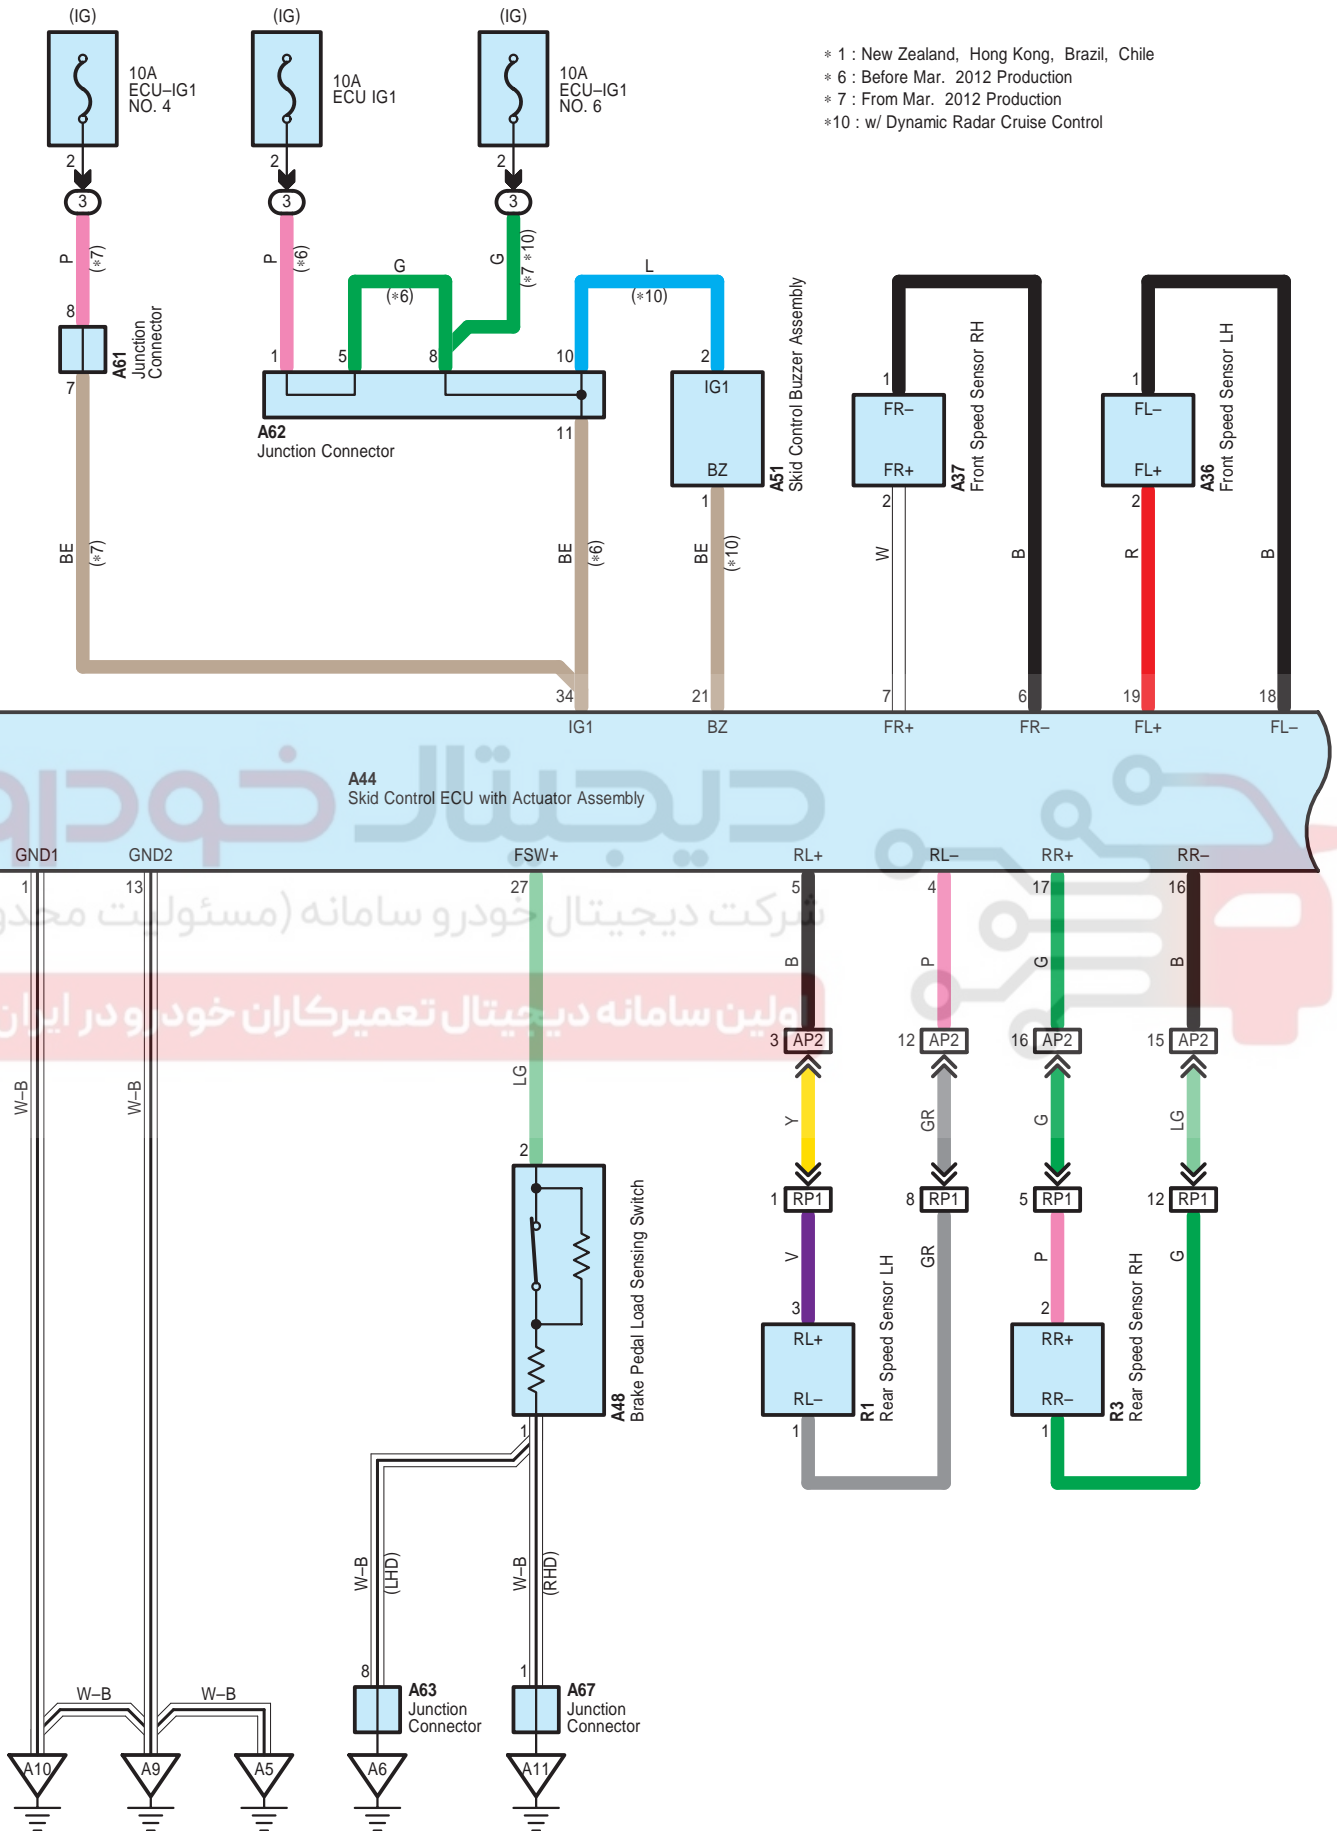 (IG)
(IG)
(IG)
10A
ECU–IG1
NO. 4
10A
ECU IG1
10A
ECU–IG1
NO. 6
∗ 1 : New Zealand, Hong Kong, Brazil, Chile
∗ 6 : Before Mar. 2012 Production
∗ 7 : From Mar. 2012 Production
∗10 : w/ Dynamic Radar Cruise Control
2
2
2
3
3
3
P
(∗7)
P
(∗6)
G
(∗6)
G
(∗7 ∗10)
L
(∗10)
8
A61
Junction
Connector
7
1
5
8
10
2
11
A62
Junction Connector
IG1
BZ
A51
Skid Control Buzzer Assembly
1
1
FR–
FR+
A37
Front Speed Sensor RH
2
1
FL–
FL+
A36
Front Speed Sensor LH
2
BE
(∗7)
BE
(∗6)
BE
(∗10)
W
B
R
B
34
21
7
6
19
18
IG1
BZ
FR+
FR–
FL+
FL–
دیجیتال خودرو
A44
Skid Control ECU with Actuator Assembly
GND1
GND2
FSW+
RL+
RL–
RR+
RR–
1
13
27
5
4
17
16
شرکت دیجیتال خودرو سامانه (مسئولیت محدو
اولین سامانه دیجیتال تعمیرکاران خودرو در ایران
B
P
G
B
3 AP2
12 AP2
16 AP2
15 AP2
W–B
W–B
LG
Y
GR
G
LG
2
1 RP1
8 RP1
5 RP1
12 RP1
A48
Brake Pedal Load Sensing Switch
V
GR
P
G
3
2
RL+
RL–
R1
Rear Speed Sensor LH
RR+
RR–
R3
Rear Speed Sensor RH
1
1
1
W–B
(LHD)
W–B
(RHD)
8
A63
Junction
Connector
1
A67
Junction
Connector
W–B
W–B
A10
A9
A5
A6
A11